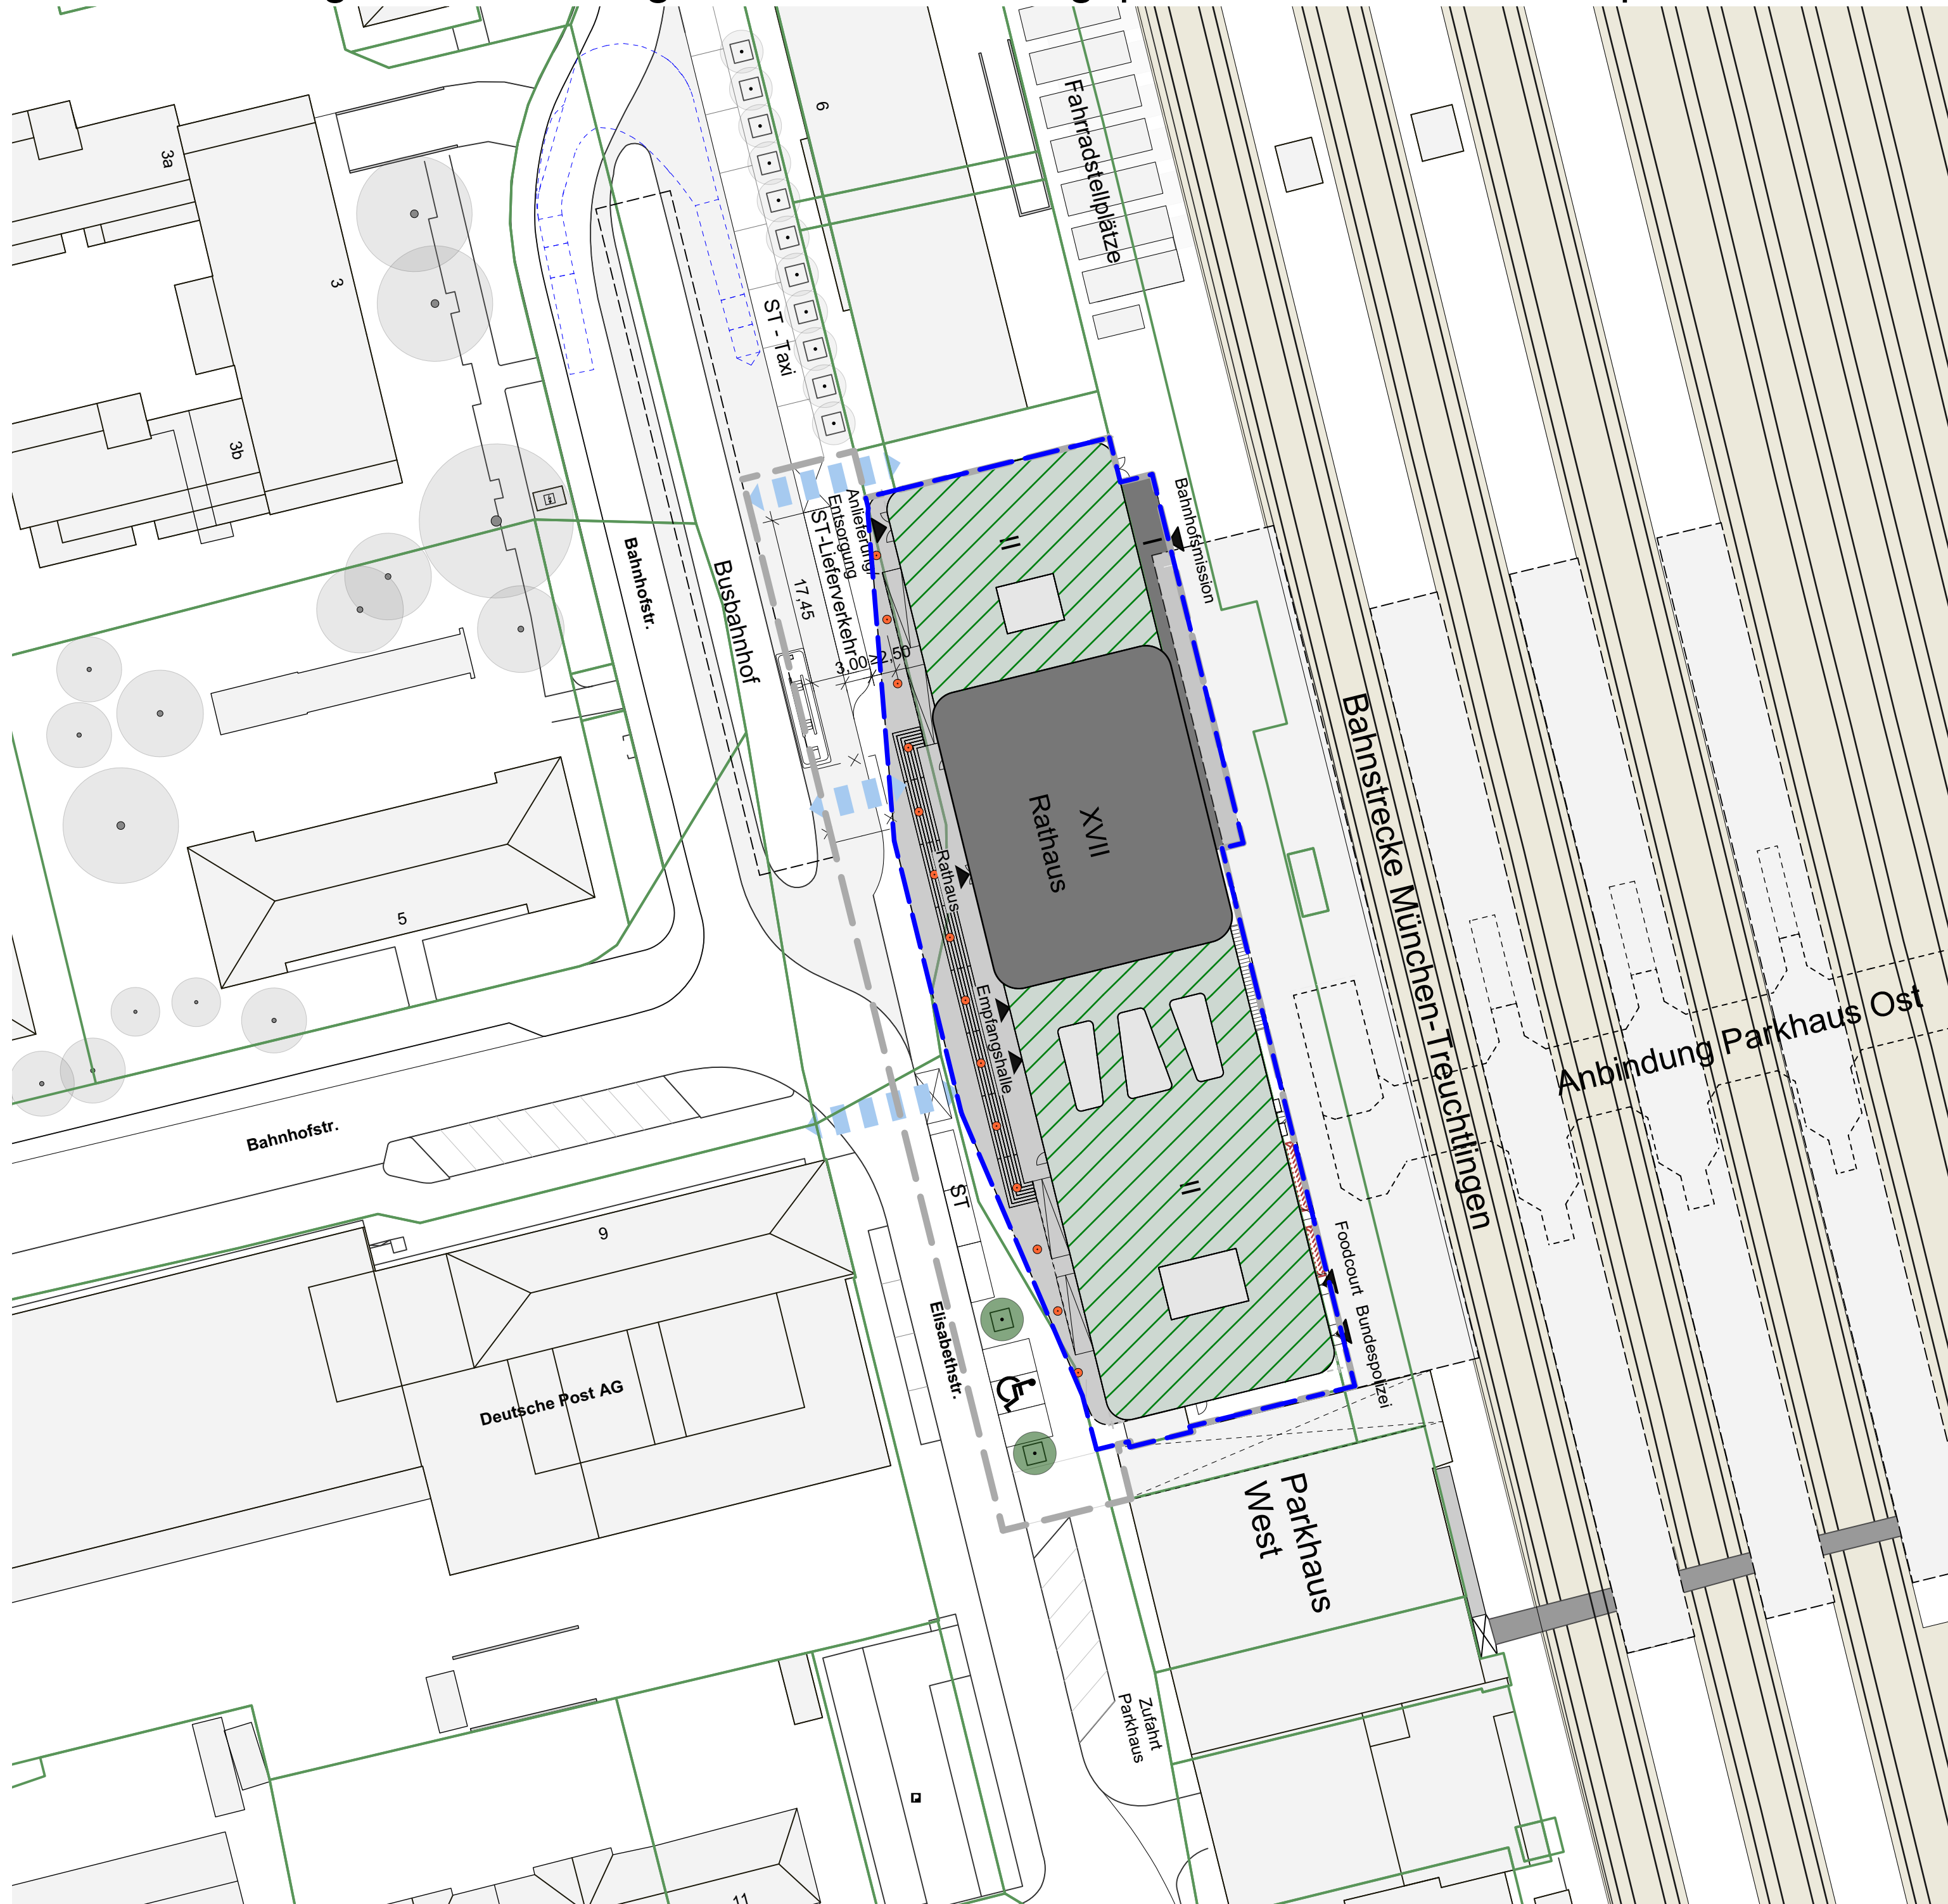 6
3a
3
3b
Fahrradstellplätze
ST - Taxi
Bahnhofstr.
Busbahnhof
Anlieferung/
Entsorgung
ST-Lieferverkehr
17,45
3,00
≥2,50
II
I
Bahnhofsmission
XVII
Rathaus
Rathaus
Empfangshalle
Bahnstrecke München-Treuchtlingen
Anbindung Parkhaus Ost
5
Bahnhofstr.
9
Deutsche Post AG
ST
Elisabethstr.
II
Foodcourt
Bundespolizei
Parkhaus
West
Zufahrt
Parkhaus
11